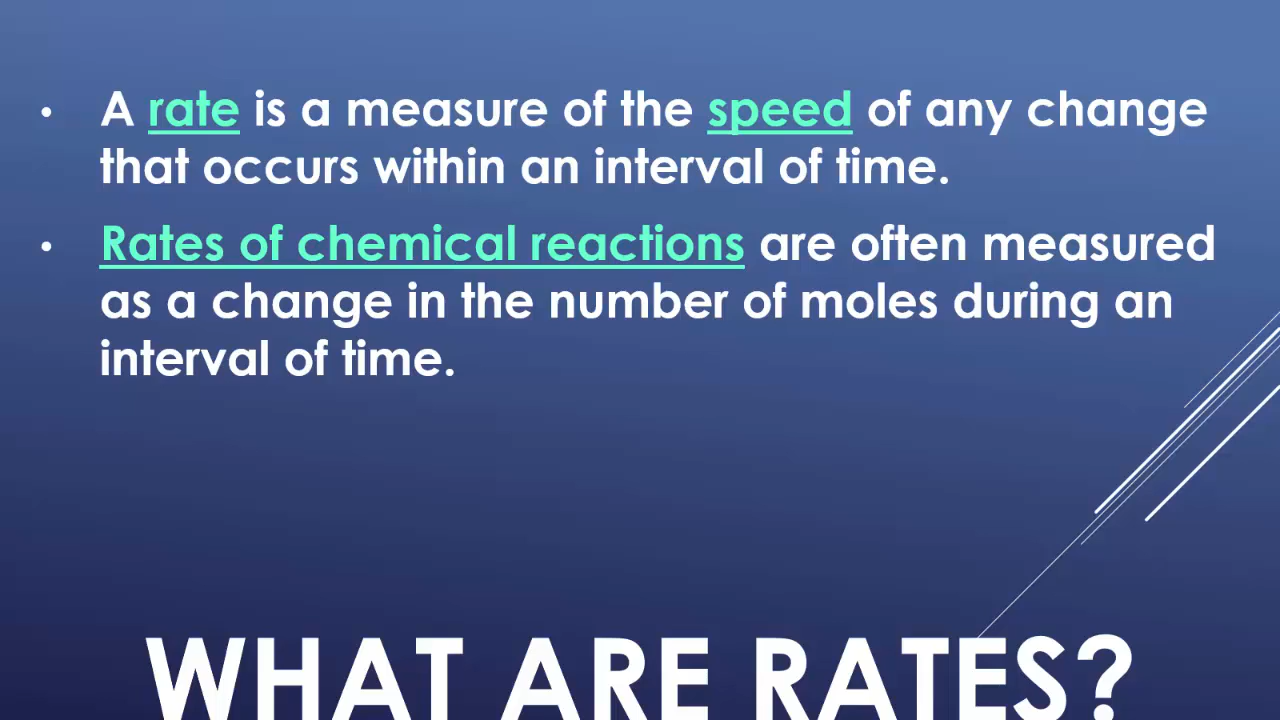 • A rate is a measure of the speed of any change
that occurs within an interval of time.
• Rates of chemical reactions are often measured
as a change in the number of moles during an
interval of time.
WHAT ARE RATES?